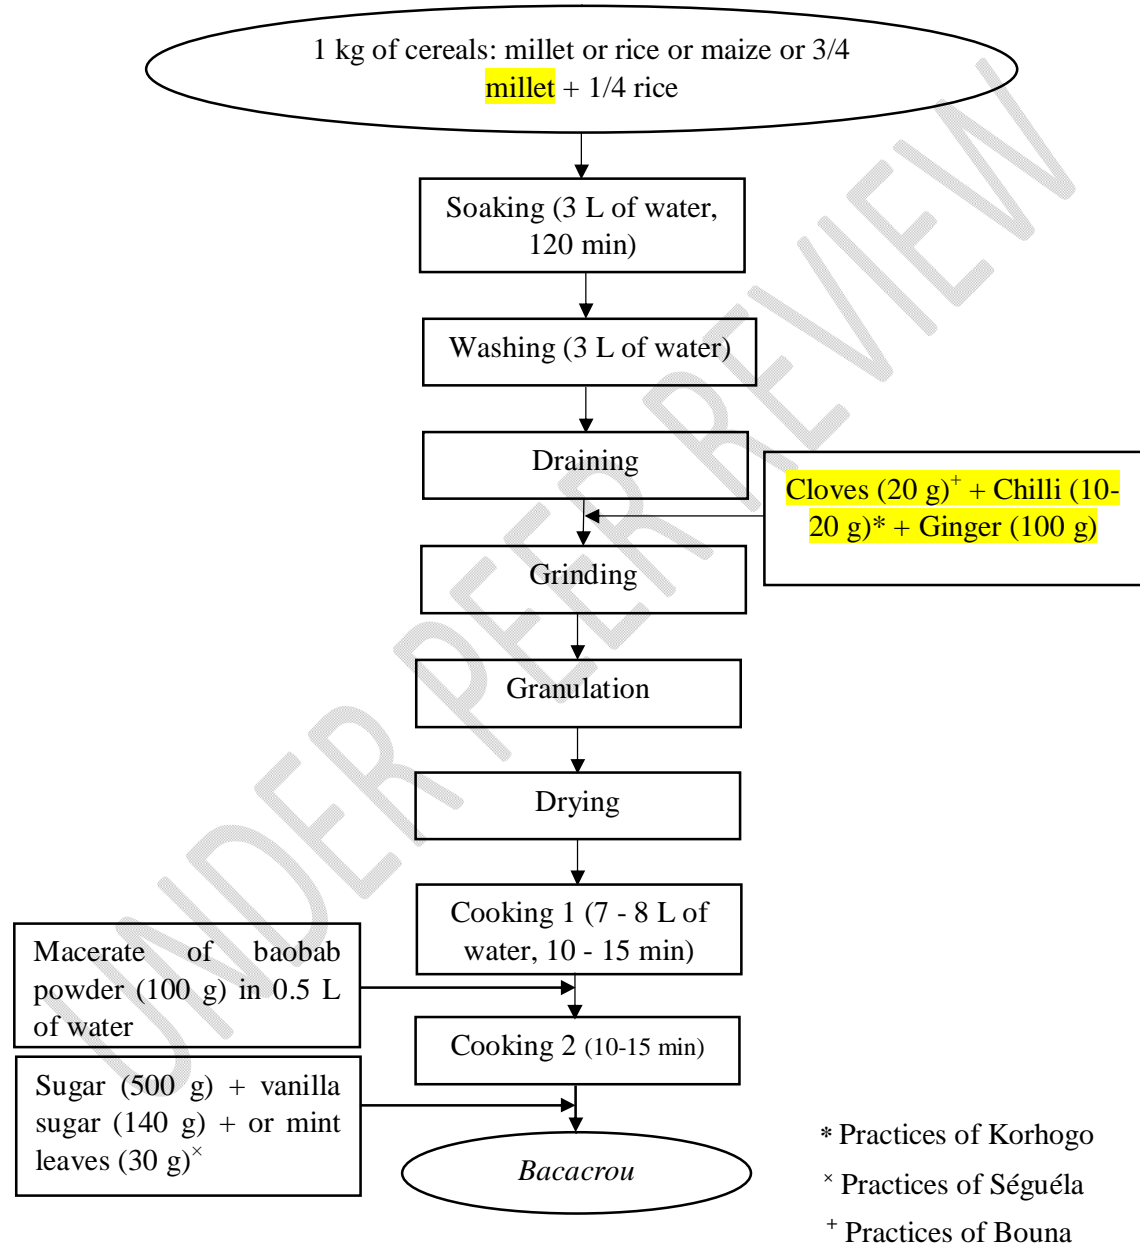 1 kg of cereals: millet or rice or maize or 3/4
millet + 1/4 rice
Soaking (3 L of water,
120 min)
Washing (3 L of water)
Draining
Cloves (20 g)⁺ + Chilli (10-
20 g)* + Ginger (100 g)
Grinding
Granulation
Drying
Cooking 1 (7 - 8 L of
water, 10 - 15 min)
Macerate of baobab
powder (100 g) in 0.5 L
of water
Cooking 2 (10-15 min)
Sugar (500 g) + vanilla
sugar (140 g) + or mint
leaves (30 g)ˣ
Bacacrou
* Practices of Korhogo
ˣ Practices of Séguéla
⁺ Practices of Bouna
UNDER PEER REVIEW